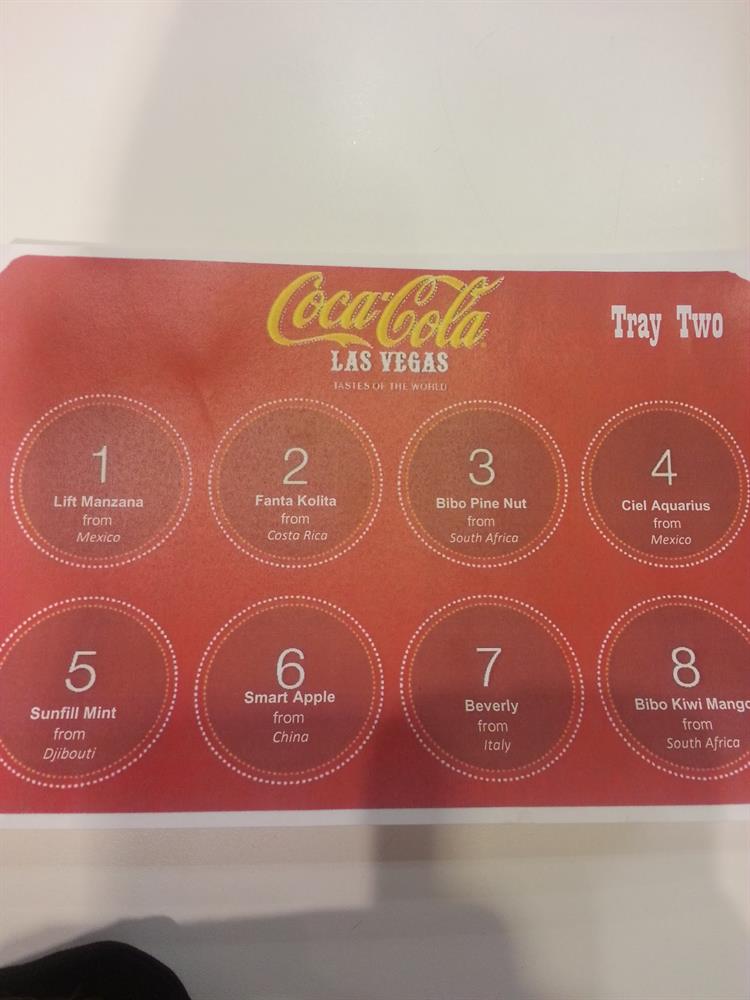 Coca-Cola
LAS VEGAS
TASTES OF THE WORLD
Tray Two
1
Lift Manzana
from
Mexico
2
Fanta Kolita
from
Costa Rica
3
Bibo Pine Nut
from
South Africa
4
Ciel Aquarius
from
Mexico
5
Sunfill Mint
from
Djibouti
6
Smart Apple
from
China
7
Beverly
from
Italy
8
Bibo Kiwi Mango
from
South Africa